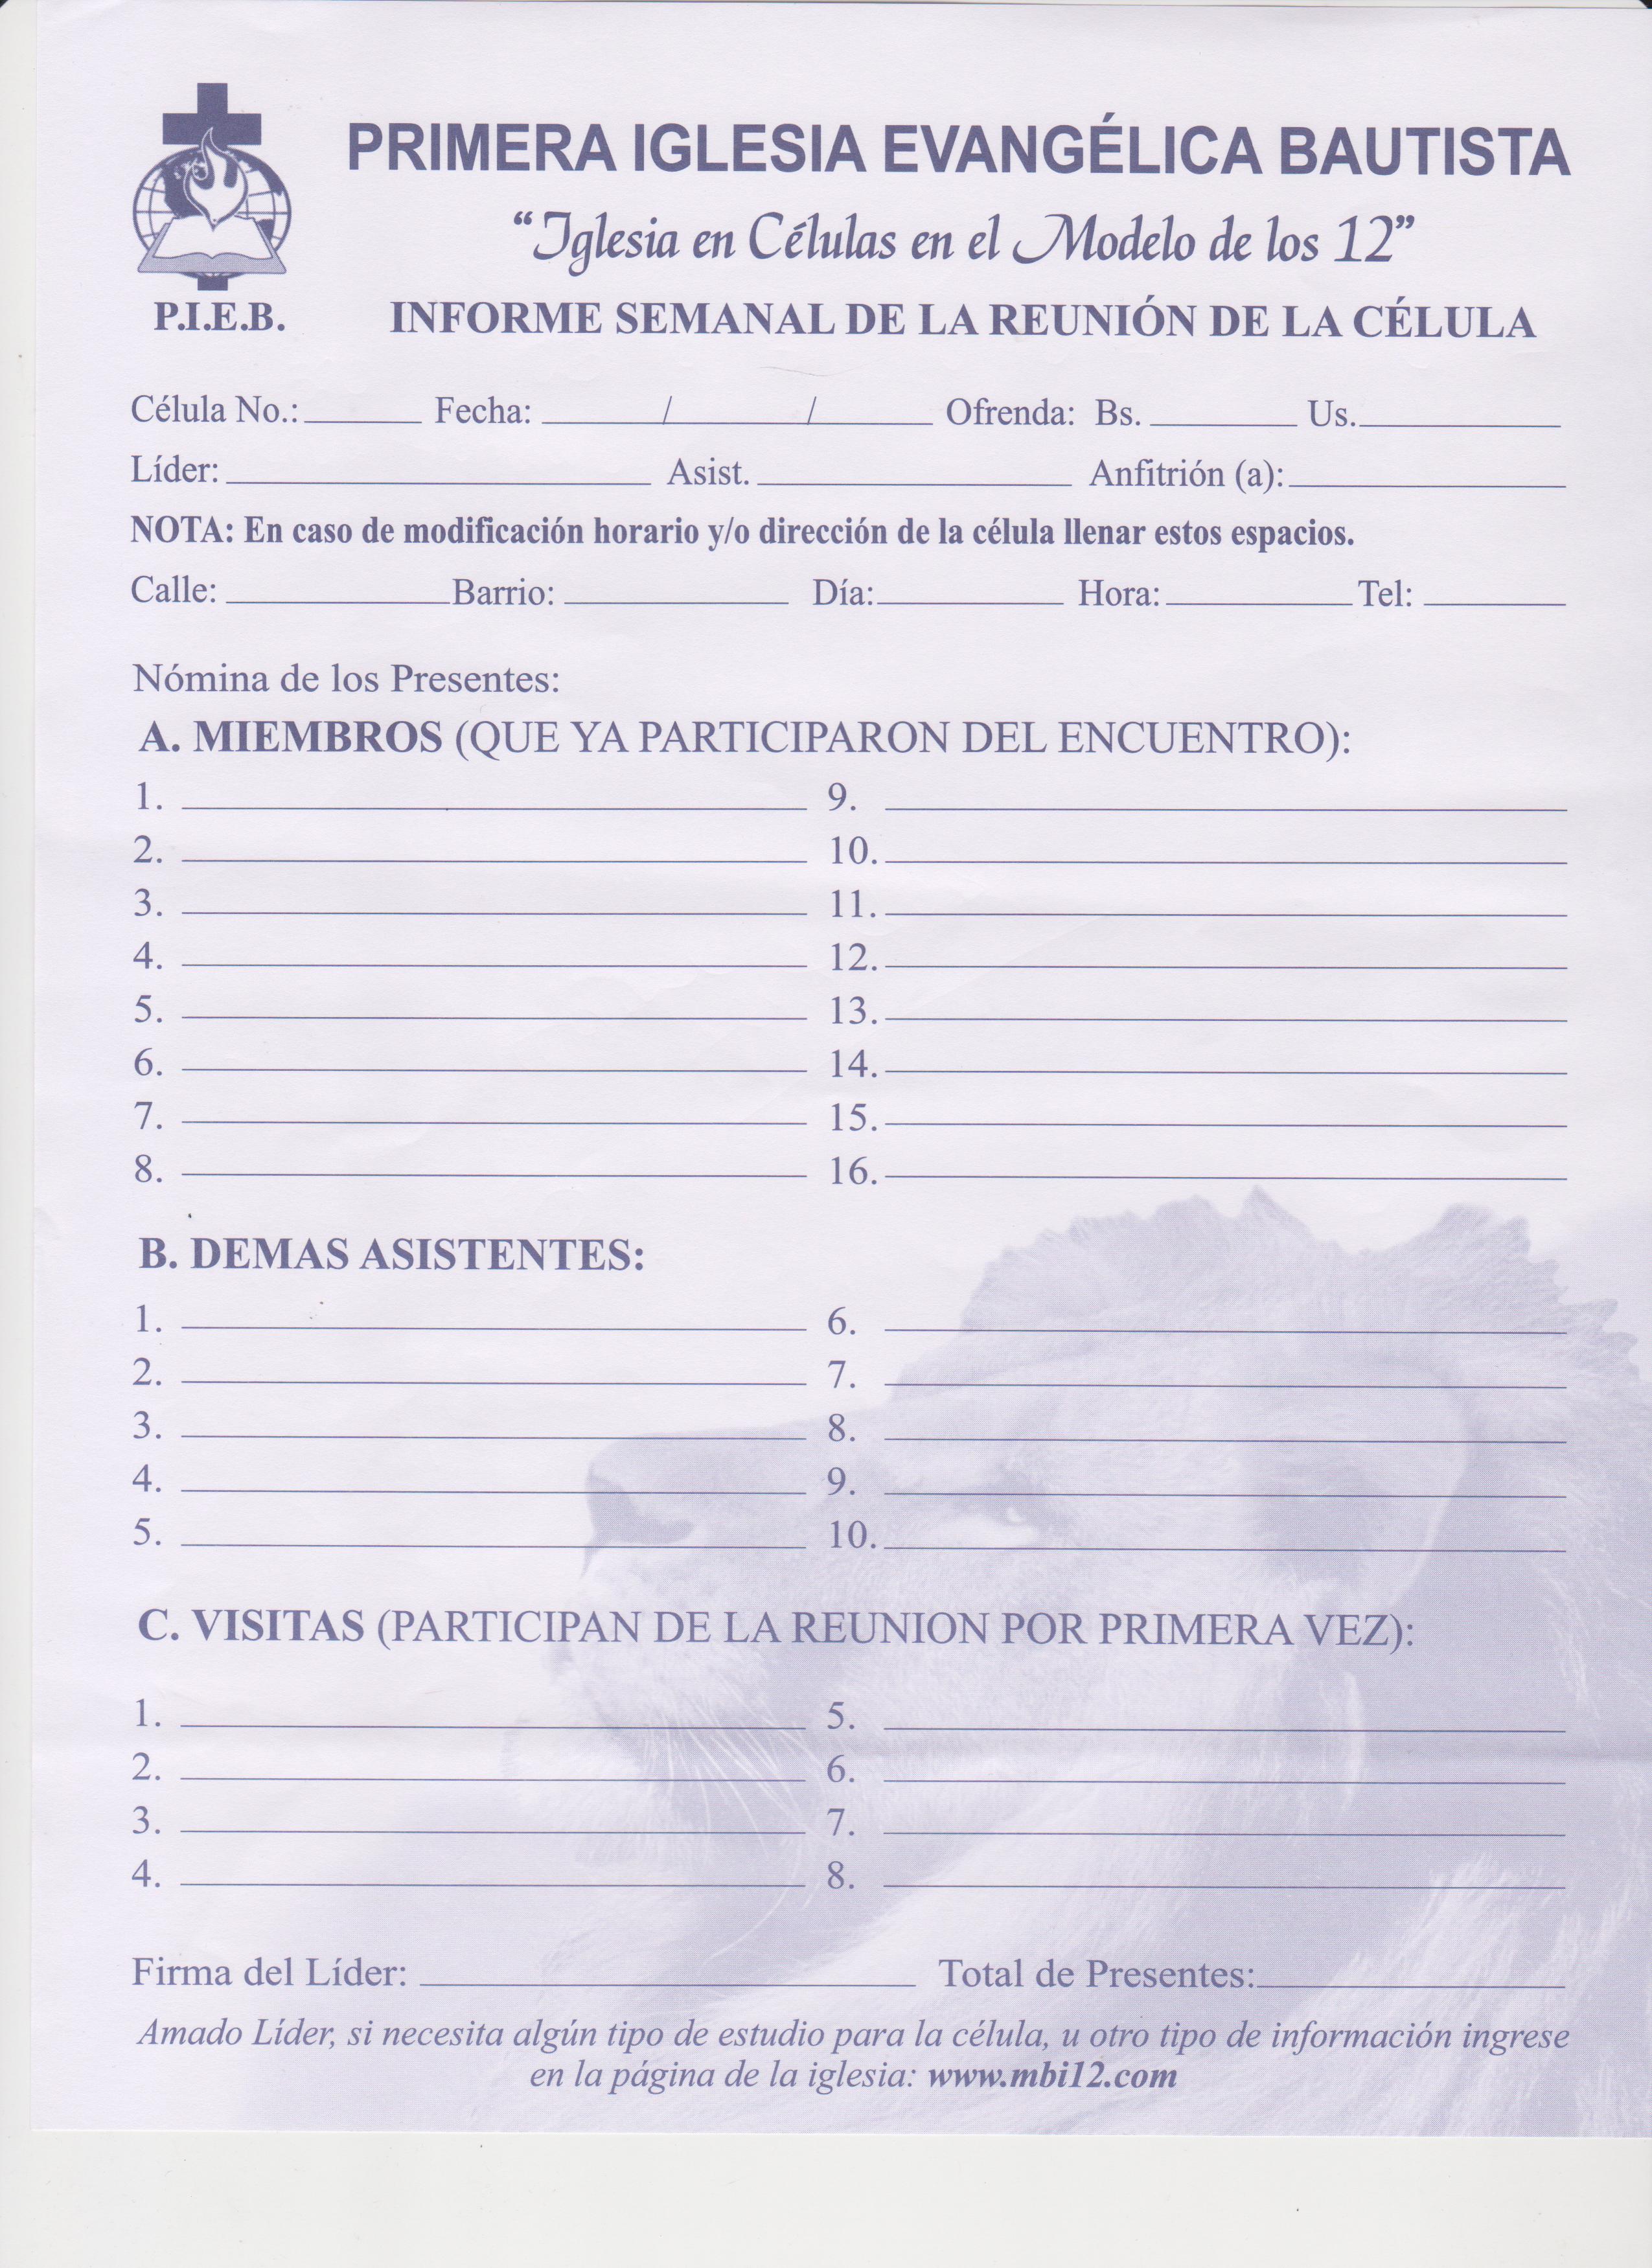 PRIMERA IGLESIA EVANGÉLICA BAUTISTA
“Iglesia en Células en el Modelo de los 12”
P.I.E.B.
INFORME SEMANAL DE LA REUNIÓN DE LA CÉLULA
Célula No.:______ Fecha: ______/______/______ Ofrenda: Bs. ______ Us.______
Líder:______ Asist.______ Anfitrión (a):______
NOTA: En caso de modificación horario y/o dirección de la célula llenar estos espacios.
Calle: ______ Barrio: ______ Día:______ Hora:______ Tel: ______
Nómina de los Presentes:
A. MIEMBROS (QUE YA PARTICIPARON DEL ENCUENTRO):
1. ______ 9. ______
2. ______ 10. ______
3. ______ 11. ______
4. ______ 12. ______
5. ______ 13. ______
6. ______ 14. ______
7. ______ 15. ______
8. ______ 16. ______
B. DEMAS ASISTENTES:
1. ______ 6. ______
2. ______ 7. ______
3. ______ 8. ______
4. ______ 9. ______
5. ______ 10. ______
C. VISITAS (PARTICIPAN DE LA REUNION POR PRIMERA VEZ):
1. ______ 5. ______
2. ______ 6. ______
3. ______ 7. ______
4. ______ 8. ______
Firma del Líder: ______ Total de Presentes:______
Amado Líder, si necesita algún tipo de estudio para la célula, u otro tipo de información ingrese
en la página de la iglesia: www.mbi12.com